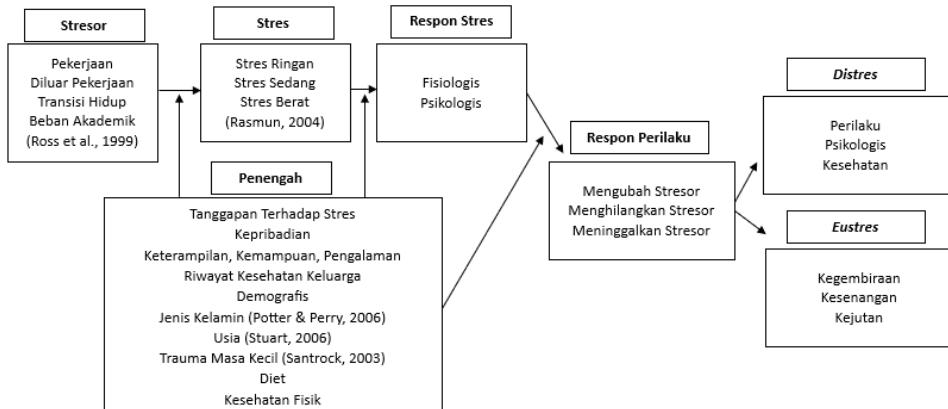 Stresor
Pekerjaan
Diluar Pekerjaan
Transisi Hidup
Beban Akademik
(Ross et al., 1999)
Stres
Stres Ringan
Stres Sedang
Stres Berat
(Rasmun, 2004)
Respon Stres
Fisiologis
Psikologis
Penengah
Tanggapan Terhadap Stres
Kepribadian
Keterampilan, Kemampuan, Pengalaman
Riwayat Kesehatan Keluarga
Demografis
Jenis Kelamin (Potter & Perry, 2006)
Usia (Stuart, 2006)
Trauma Masa Kecil (Santrock, 2003)
Diet
Kesehatan Fisik
Respon Perilaku
Mengubah Stresor
Menghilangkan Stresor
Meninggalkan Stresor
Distres
Perilaku
Psikologis
Kesehatan
Eustres
Kegembiraan
Kesenangan
Kejutan